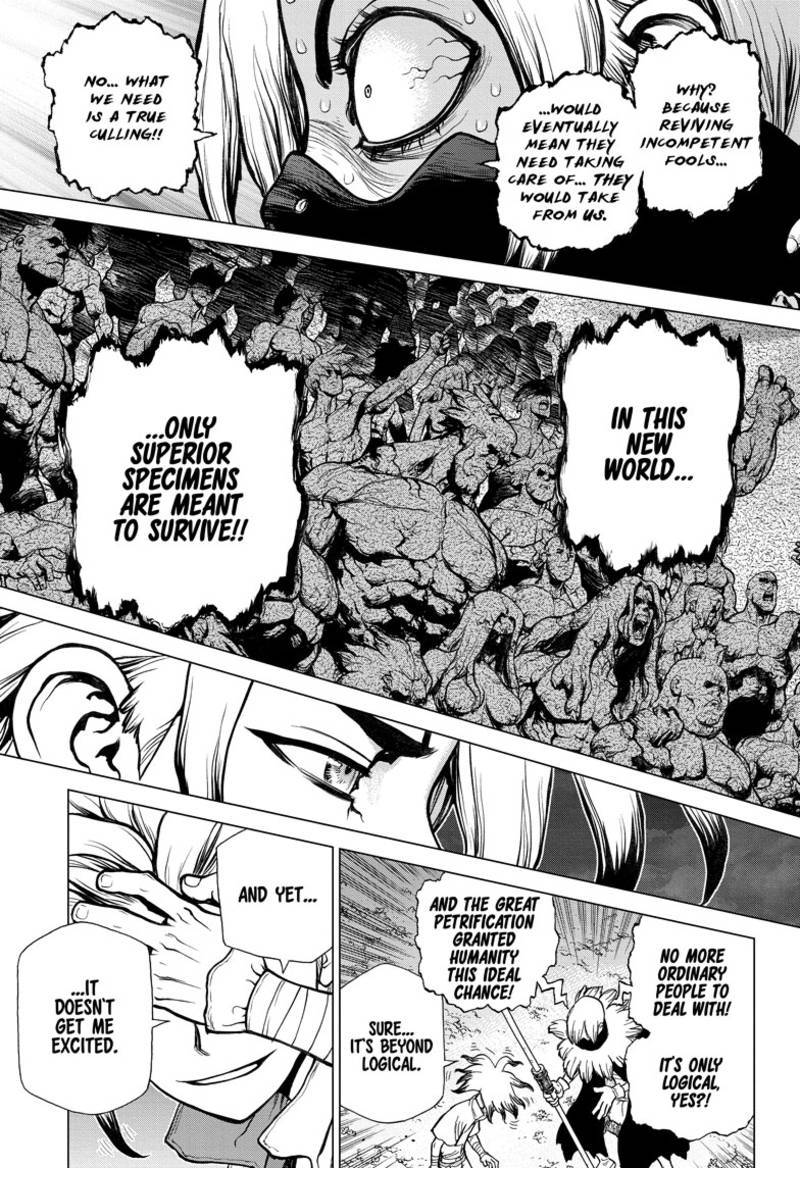 WHY?
BECAUSE
REVIVING
INCOMPETENT
FOOLS...
...WOULD
EVENTUALLY
MEAN THEY
NEED TAKING
CARE OF... THEY
WOULD TAKE
FROM US.
NO... WHAT
WE NEED
IS A TRUE
CULLING!!
IN THIS
NEW
WORLD...
...ONLY
SUPERIOR
SPECIMENS
ARE MEANT
TO SURVIVE!!
NO MORE
ORDINARY
PEOPLE TO
DEAL WITH!
IT'S ONLY
LOGICAL,
YES?!
AND THE GREAT
PETRIFICATION
GRANTED
HUMANITY
THIS IDEAL
CHANCE!
SURE...
IT'S BEYOND
LOGICAL.
AND YET...
...IT
DOESN'T
GET ME
EXCITED.